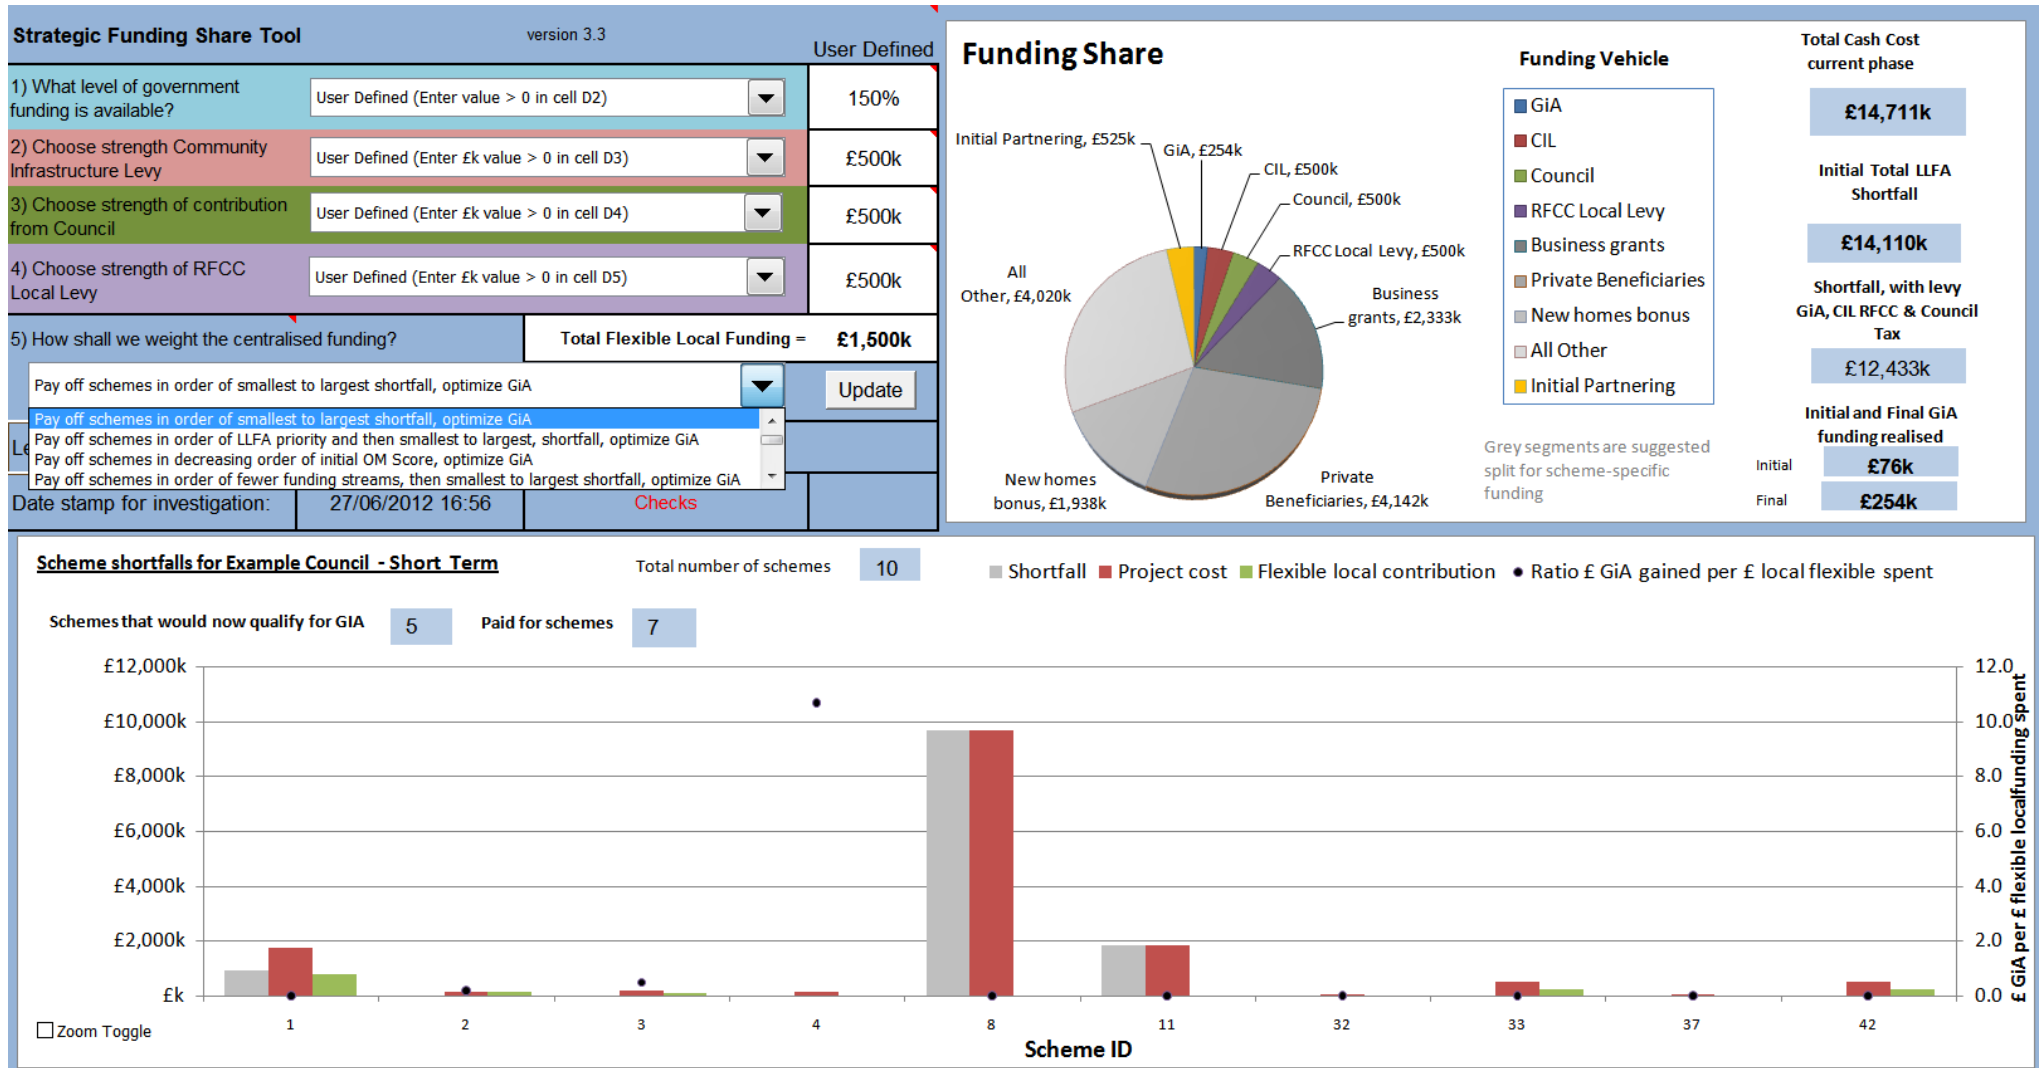 Strategic Funding Share Tool
version 3.3
User Defined
1) What level of government
funding is available?
User Defined (Enter value > 0 in cell D2)
150%
2) Choose strength Community
Infrastructure Levy
User Defined (Enter £k value > 0 in cell D3)
£500k
3) Choose strength of contribution
from Council
User Defined (Enter £k value > 0 in cell D4)
£500k
4) Choose strength of RFCC
Local Levy
User Defined (Enter £k value > 0 in cell D5)
£500k
5) How shall we weight the centralised funding?
Total Flexible Local Funding =
£1,500k
Pay off schemes in order of smallest to largest shortfall, optimize GiA
Update
Pay off schemes in order of smallest to largest shortfall, optimize GiA
Pay off schemes in order of LLFA priority and then smallest to largest, shortfall, optimize GiA
Pay off schemes in decreasing order of initial OM Score, optimize GiA
Pay off schemes in order of fewer funding streams, then smallest to largest shortfall, optimize GiA
Date stamp for investigation:
27/06/2012 16:56
Checks
Funding Share
Initial Partnering, £525k
GiA, £254k
CIL, £500k
Council, £500k
RFCC Local Levy, £500k
Business
grants, £2,333k
Private
Beneficiaries, £4,142k
New homes
bonus, £1,938k
All
Other, £4,020k
Funding Vehicle
GiA
CIL
Council
RFCC Local Levy
Business grants
Private Beneficiaries
New homes bonus
All Other
Initial Partnering
Grey segments are suggested
split for scheme-specific
funding
Total Cash Cost
current phase
£14,711k
Initial Total LLFA
Shortfall
£14,110k
Shortfall, with levy
GiA, CIL RFCC & Council
Tax
£12,433k
Initial and Final GiA
funding realised
Initial
£76k
Final
£254k
Scheme shortfalls for Example Council - Short Term
Total number of schemes
10
Shortfall
Project cost
Flexible local contribution
Ratio £ GiA gained per £ local flexible spent
Schemes that would now qualify for GIA
5
Paid for schemes
7
£12,000k
£10,000k
£8,000k
£6,000k
£4,000k
£2,000k
£k
12.0
10.0
8.0
6.0
4.0
2.0
0.0
£ GiA per £ flexible localfunding spent
1
2
3
4
8
11
32
33
37
42
Scheme ID
Zoom Toggle